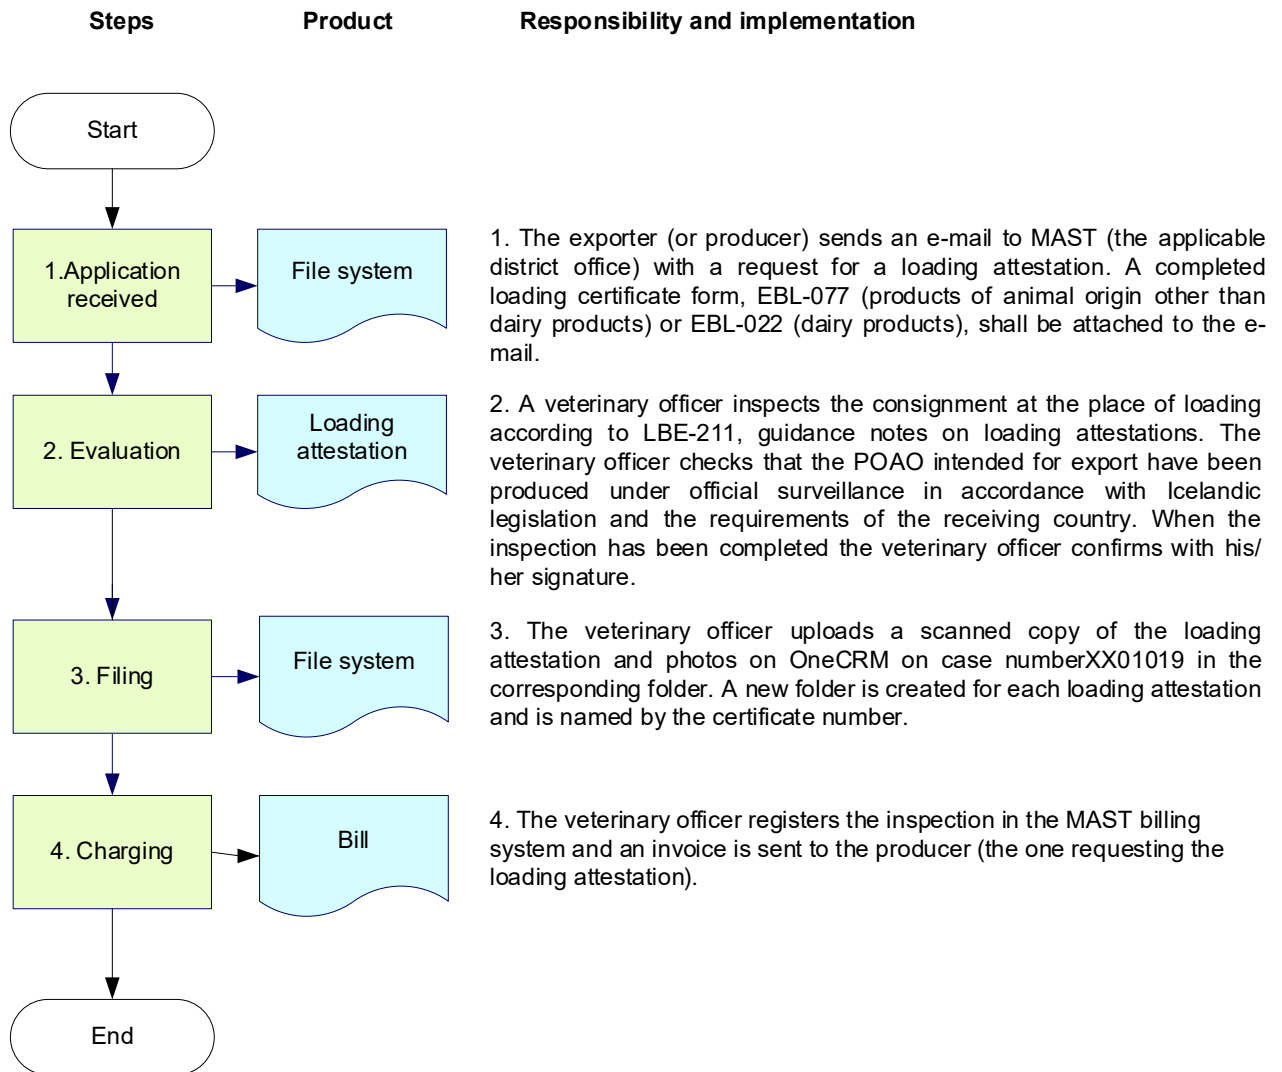 Steps Product Responsibility and implementation
Start
1.Application
received
File system
1. The exporter (or producer) sends an e-mail to MAST (the applicable
district office) with a request for a loading attestation. A completed
loading certificate form, EBL-077 (products of animal origin other than
dairy products) or EBL-022 (dairy products), shall be attached to the e-
mail.
2. Evaluation
Loading
attestation
2. A veterinary officer inspects the consignment at the place of loading
according to LBE-211, guidance notes on loading attestations. The
veterinary officer checks that the POAO intended for export have been
produced under official surveillance in accordance with Icelandic
legislation and the requirements of the receiving country. When the
inspection has been completed the veterinary officer confirms with his/
her signature.
3. Filing
File system
3. The veterinary officer uploads a scanned copy of the loading
attestation and photos on OneCRM on case numberXX01019 in the
corresponding folder. A new folder is created for each loading attestation
and is named by the certificate number.
4. Charging
Bill
4. The veterinary officer registers the inspection in the MAST billing
system and an invoice is sent to the producer (the one requesting the
loading attestation).
End